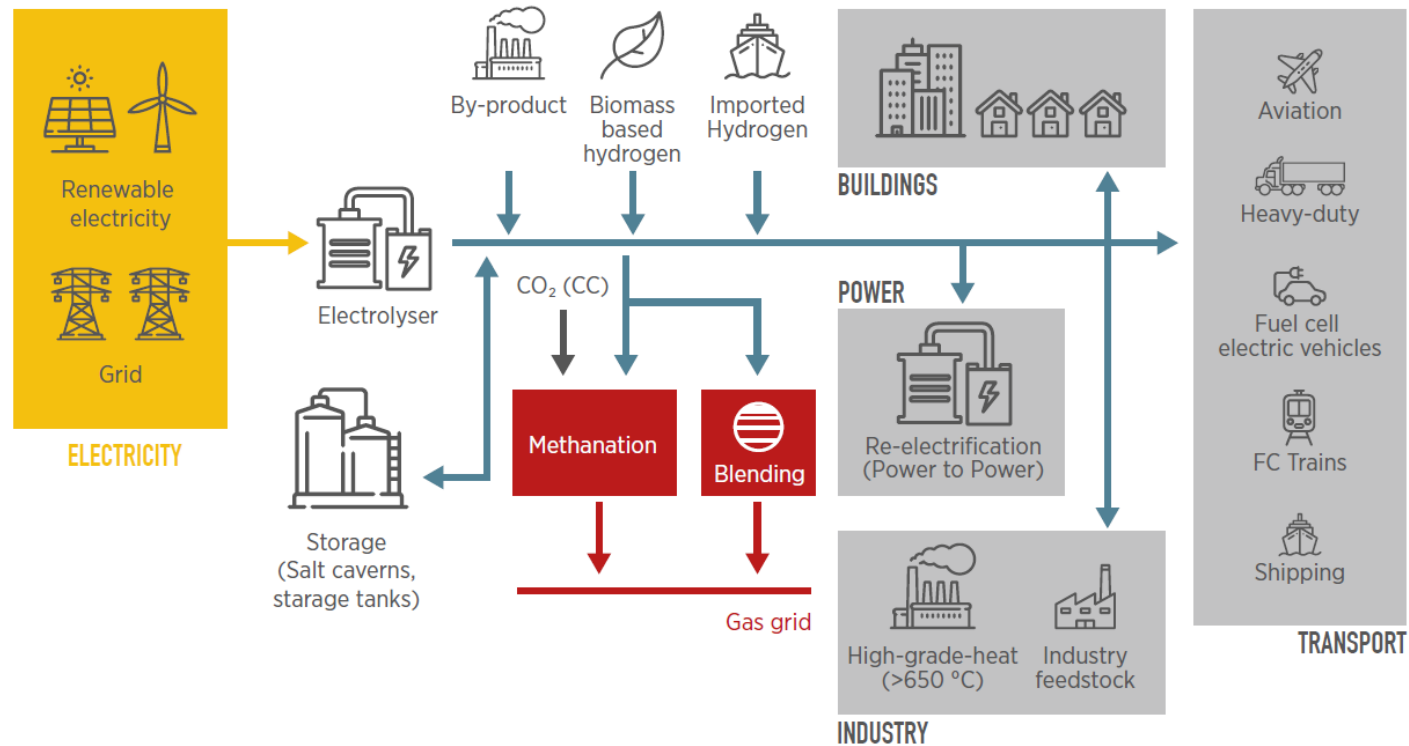 Renewable
electricity
Grid
ELECTRICITY
Electrolyser
Storage
(Salt caverns,
starage tanks)
By-product
Biomass
based
hydrogen
Imported
Hydrogen
CO₂ (CC)
Methanation
Blending
Gas grid
BUILDINGS
POWER
Re-electrification
(Power to Power)
High-grade-heat
(>650 °C)
Industry
feedstock
INDUSTRY
Aviation
Heavy-duty
Fuel cell
electric vehicles
FC Trains
Shipping
TRANSPORT